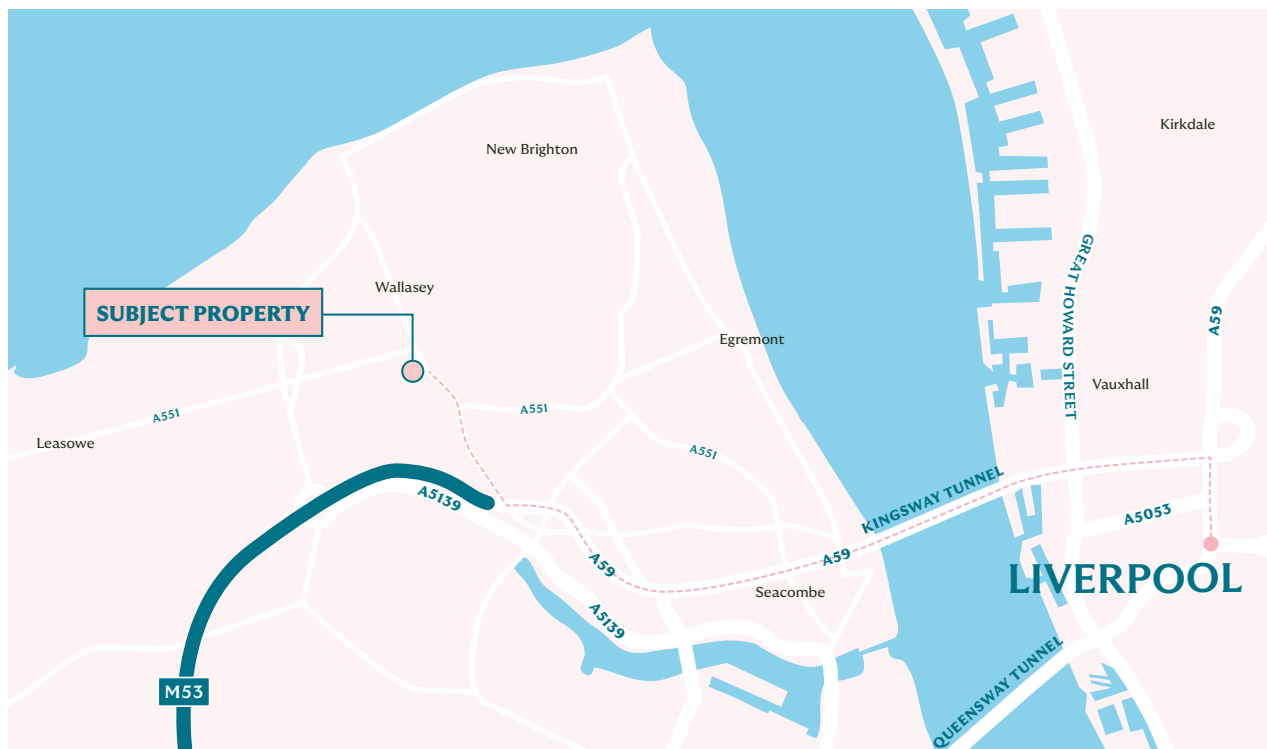 Kirkdale
New Brighton
Wallasey
SUBJECT PROPERTY
GREAT HOWARD STREET
A59
Egremont
Vauxhall
A551
A551
Leasowe
A551
A5139
KINGSWAY TUNNEL
A5053
A59
A59
LIVERPOOL
Seacombe
A5139
QUEENSWAY TUNNEL
M53